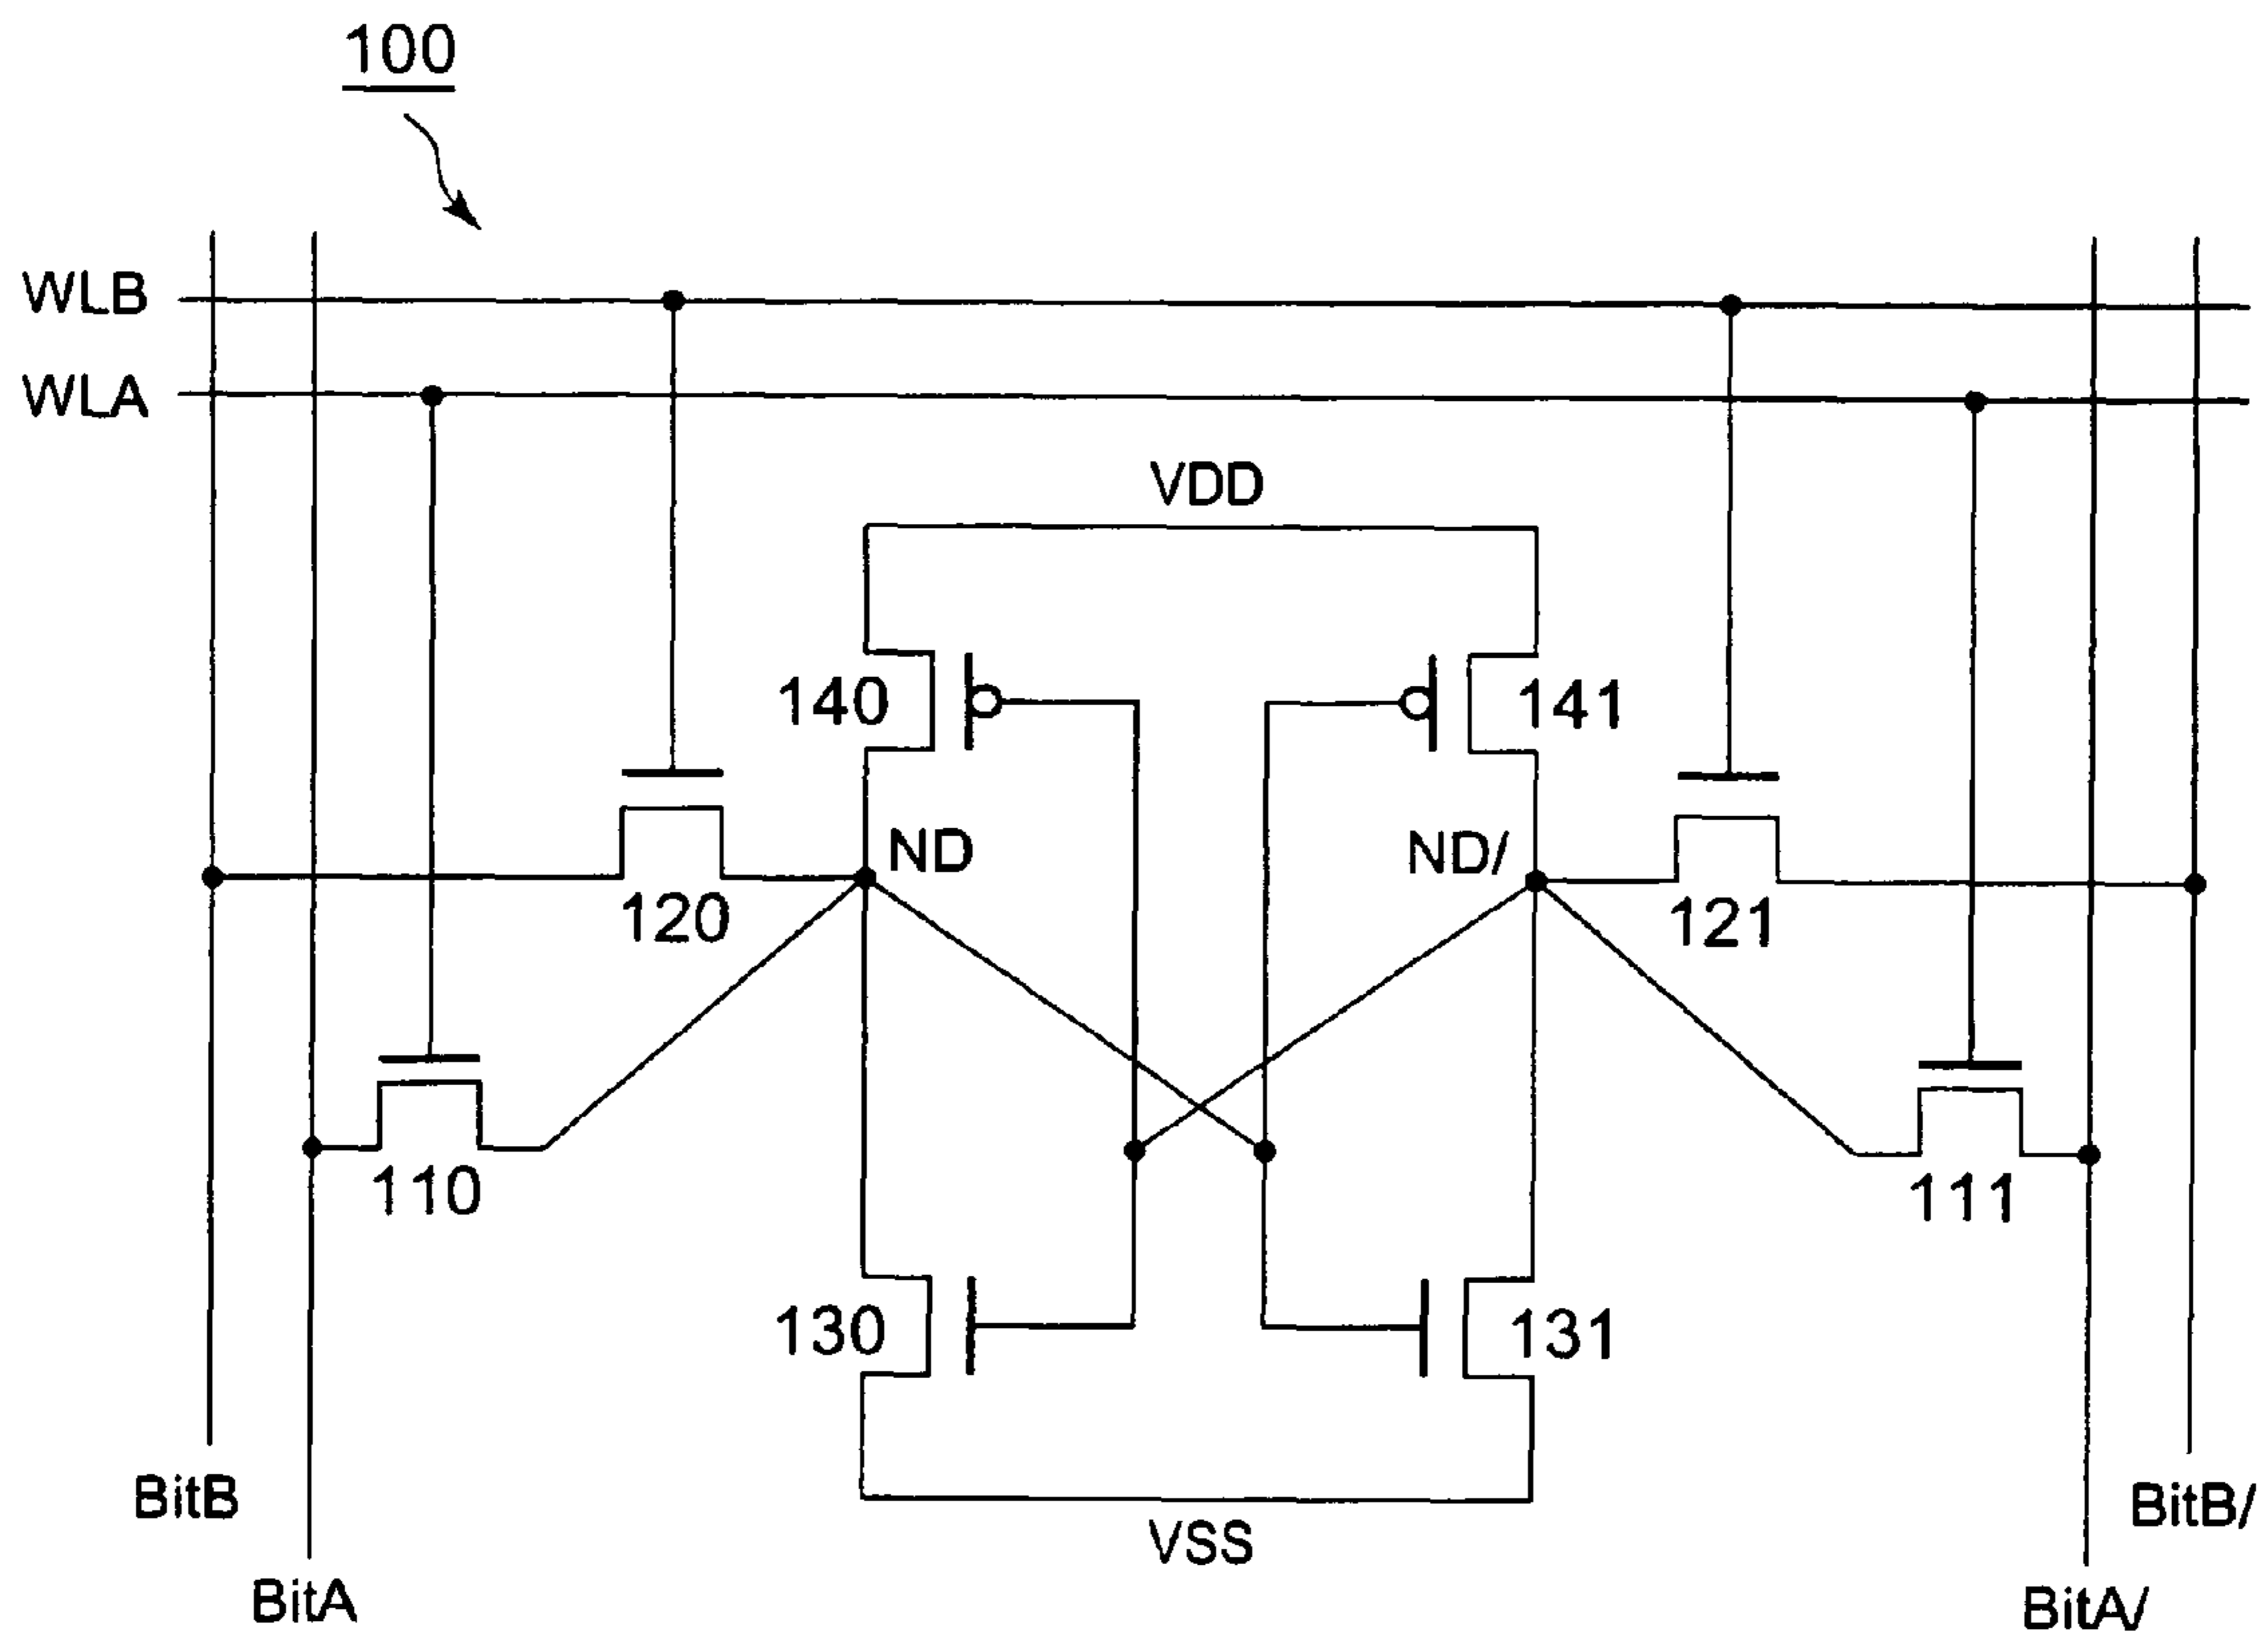 100
WLB
WLA
VDD
140
141
ND
ND/
120
121
110
111
130
131
BitB
BitB/
VSS
BitA
BitA/